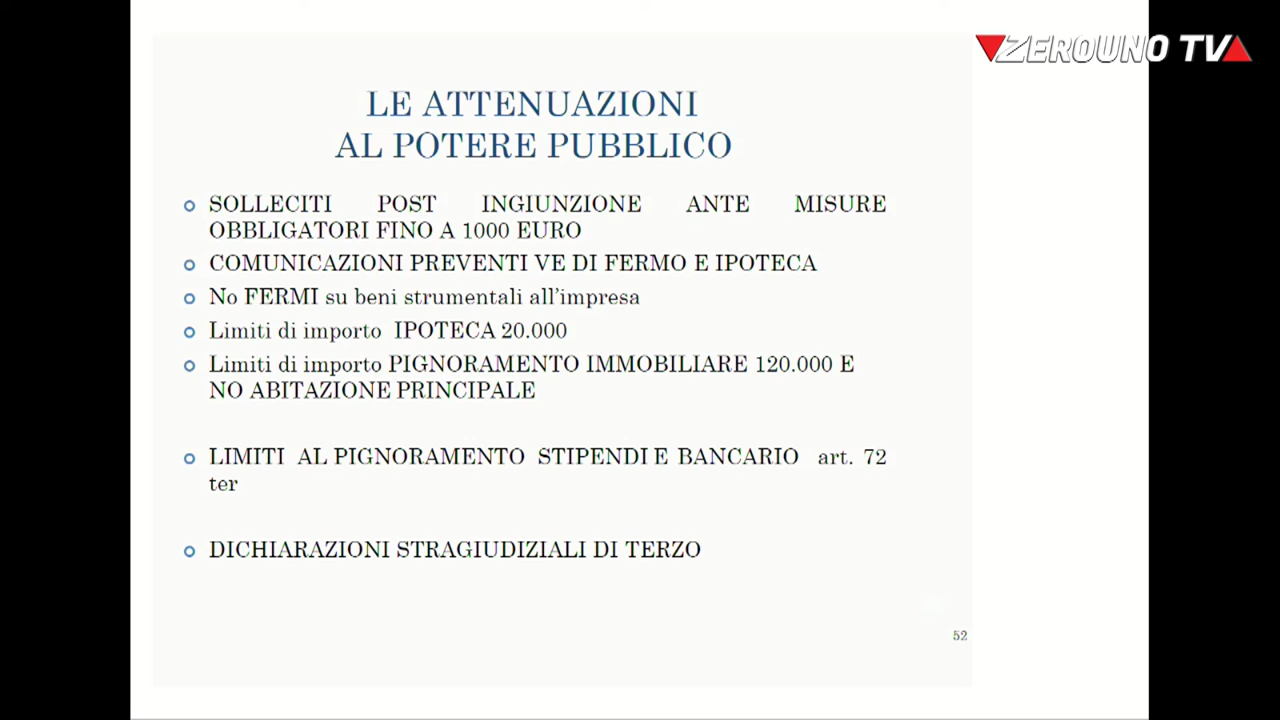 ZEROUNO TV
LE ATTENUAZIONI
AL POTERE PUBBLICO
SOLLECITI POST INGIUNZIONE ANTE MISURE
OBBLIGATORI FINO A 1000 EURO
COMUNICAZIONI PREVENTI VE DI FERMO E IPOTECA
No FERMI su beni strumentali all'impresa
Limiti di importo IPOTECA 20.000
Limiti di importo PIGNORAMENTO IMMOBILIARE 120.000 E
NO ABITAZIONE PRINCIPALE
LIMITI AL PIGNORAMENTO STIPENDI E BANCARIO art. 72
ter
DICHIARAZIONI STRAGIUDIZIALI DI TERZO
52